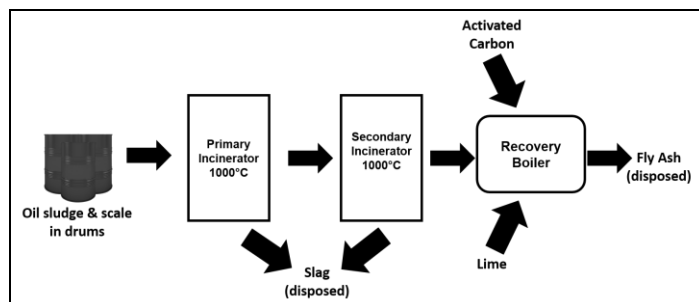 Activated
Carbon
Primary
Incinerator
1000°C
Secondary
Incinerator
1000°C
Recovery
Boiler
Fly Ash
(disposed)
Oil sludge & scale
in drums
Slag
(disposed)
Lime